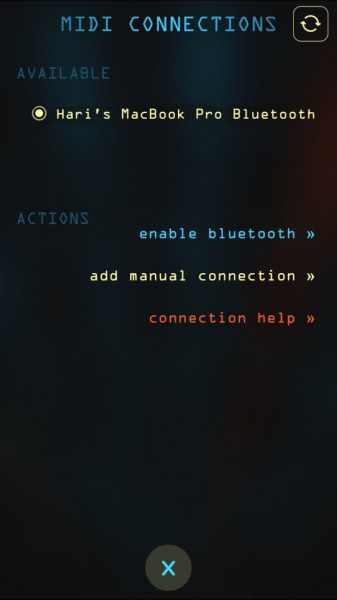 MIDI CONNECTIONS
AVAILABLE
Hari's MacBook Pro Bluetooth
ACTIONS
enable bluetooth »
add manual connection »
connection help »
X